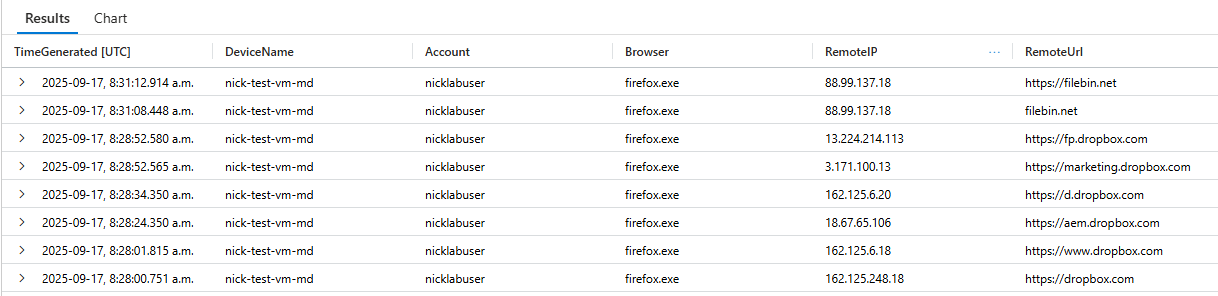 Results Chart
TimeGenerated [UTC] DeviceName Account Browser RemoteIP ... RemoteUrl
2025-09-17, 8:31:12.914 a.m. nick-test-vm-md nicklabuser firefox.exe 88.99.137.18 https://filebin.net
2025-09-17, 8:31:08.448 a.m. nick-test-vm-md nicklabuser firefox.exe 88.99.137.18 filebin.net
2025-09-17, 8:28:52.580 a.m. nick-test-vm-md nicklabuser firefox.exe 13.224.214.113 https://fp.dropbox.com
2025-09-17, 8:28:52.565 a.m. nick-test-vm-md nicklabuser firefox.exe 3.171.100.13 https://marketing.dropbox.com
2025-09-17, 8:28:34.350 a.m. nick-test-vm-md nicklabuser firefox.exe 162.125.6.20 https://d.dropbox.com
2025-09-17, 8:28:24.350 a.m. nick-test-vm-md nicklabuser firefox.exe 18.67.65.106 https://aem.dropbox.com
2025-09-17, 8:28:01.815 a.m. nick-test-vm-md nicklabuser firefox.exe 162.125.6.18 https://www.dropbox.com
2025-09-17, 8:28:00.751 a.m. nick-test-vm-md nicklabuser firefox.exe 162.125.248.18 https://dropbox.com